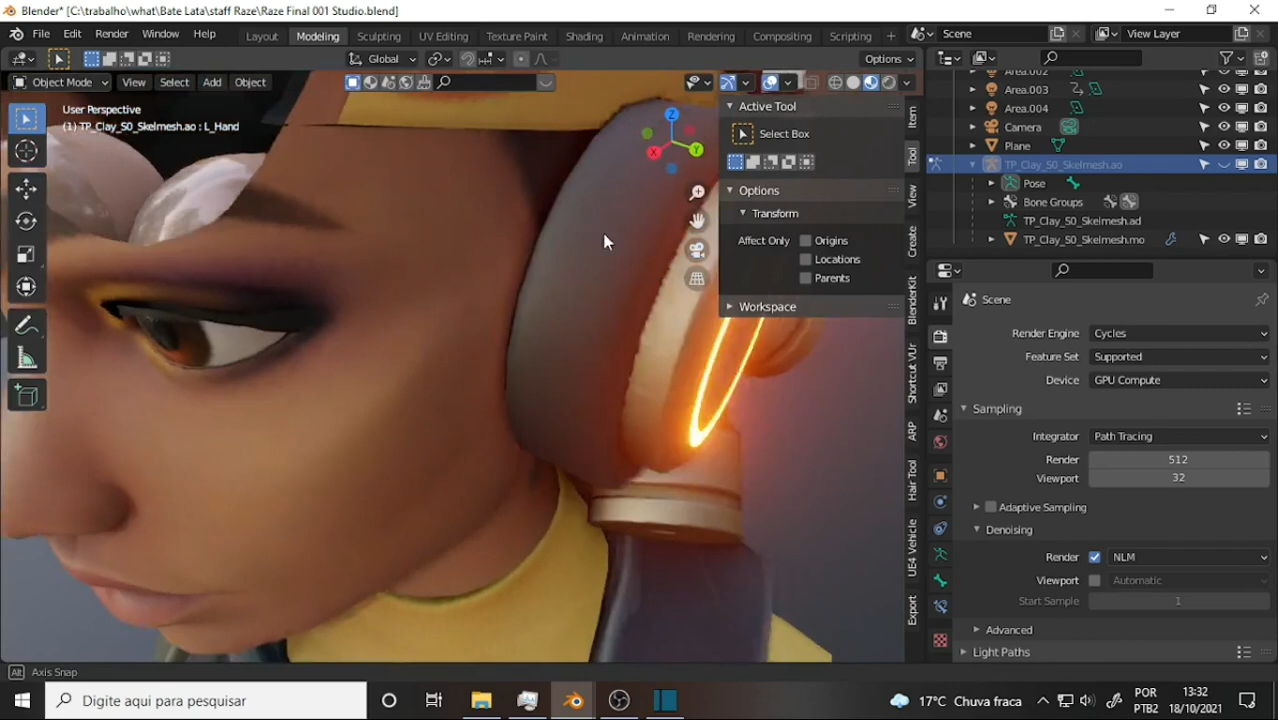 Blender* [C:\trabalho\what\Bate Lata\staff Raze\Raze Final 001 Studio.blend]
File Edit Render Window Help Layout Modeling Sculpting UV Editing Texture Paint Shading Animation Rendering Compositing Scripting + Scene View Layer
Global Options
Object Mode View Select Add Object
User Perspective
(1) TP_Clay_S0_Skelmesh.ao : L_Hand
Z
Y
X
Active Tool
Select Box
Options
Transform
Affect Only Origins
Locations
Parents
Workspace
Item
Tool
View
Create
BlenderKit
Shortcut VUr
ARP
Hair Tool
UE4 Vehicle
Export
Area.002
Area.003
Area.004
Camera
Plane
TP_Clay_S0_Skelmesh.ao
Pose
Bone Groups
TP_Clay_S0_Skelmesh.ad
TP_Clay_S0_Skelmesh.mo
Scene
Render Engine Cycles
Feature Set Supported
Device GPU Compute
Sampling
Integrator Path Tracing
Render 512
Viewport 32
Adaptive Sampling
Denoising
Render NLM
Viewport Automatic
Start Sample 1
Advanced
Light Paths
Alt Axis Snap
Digite aqui para pesquisar
17°C Chuva fraca
POR
PTB2
13:32
18/10/2021